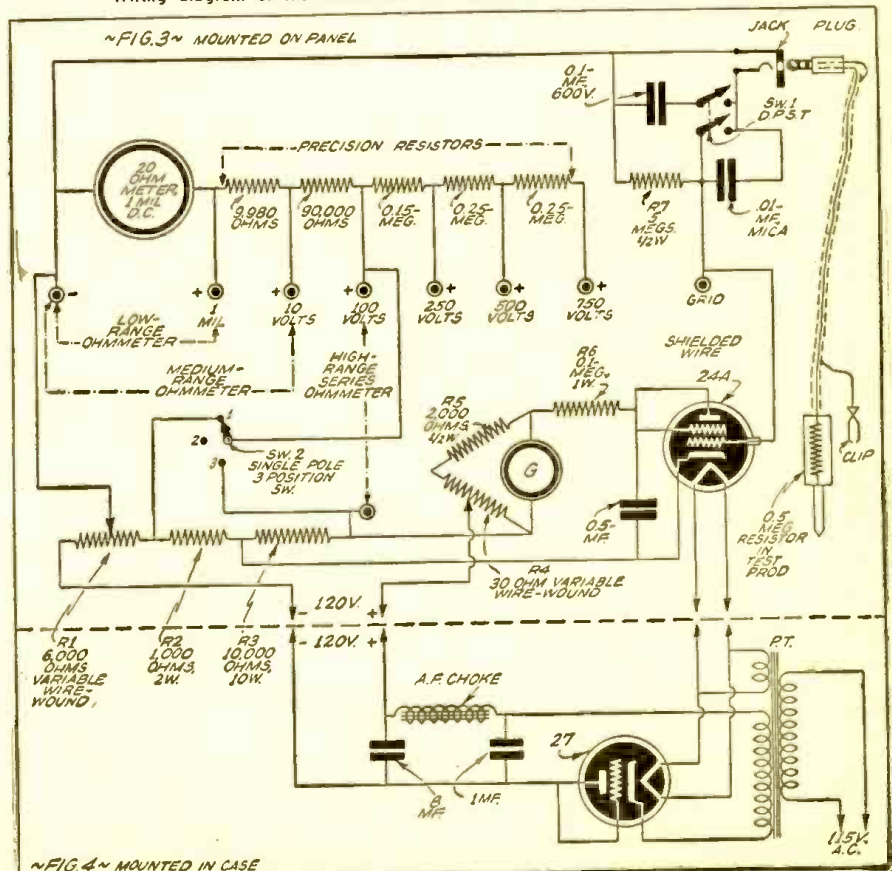 ~FIG.3~ MOUNTED ON PANEL
JACK
PLUG
0.1-
MF.
600V.
SW.1
D.P.S.T
PRECISION RESISTORS
20
OHM
METER,
1 MIL
D.C.
9,980
OHMS
90,000
OHMS
0.15-
MEG.
0.25-
MEG.
0.25-
MEG.
R7
5
MEGS.
1/2W
.01-
MF.
MICA
-
+
1
MIL
+
10
VOLTS
+
100
VOLTS
+
250
VOLTS
+
500
VOLTS
+
750
VOLTS
GRID
LOW-
RANGE
OHMMETER
MEDIUM-
RANGE
OHMMETER
HIGH-
RANGE
SERIES
OHMMETER
SHIELDED
WIRE
24A
R6
0.1-
MEG.,
1W.
R5
2,000
OHMS
1/2W
G
1
2
3
SW.2
SINGLE POLE
3 POSITION
SW.
CLIP
0.5-
MF.
0.5
MEG
RESISTOR
IN
TEST
PROD
R4
30 OHM VARIABLE
WIRE-WOUND
- 120V. +
- 120V. +
R1
6,000
OHMS
VARIABLE
WIRE-
WOUND
R2
1,000
OHMS,
2W.
R3
10,000
OHMS,
10W.
P.T.
A.F. CHOKE
27
8
MF.
1MF.
115V.
A.C.
~FIG.4~ MOUNTED IN CASE